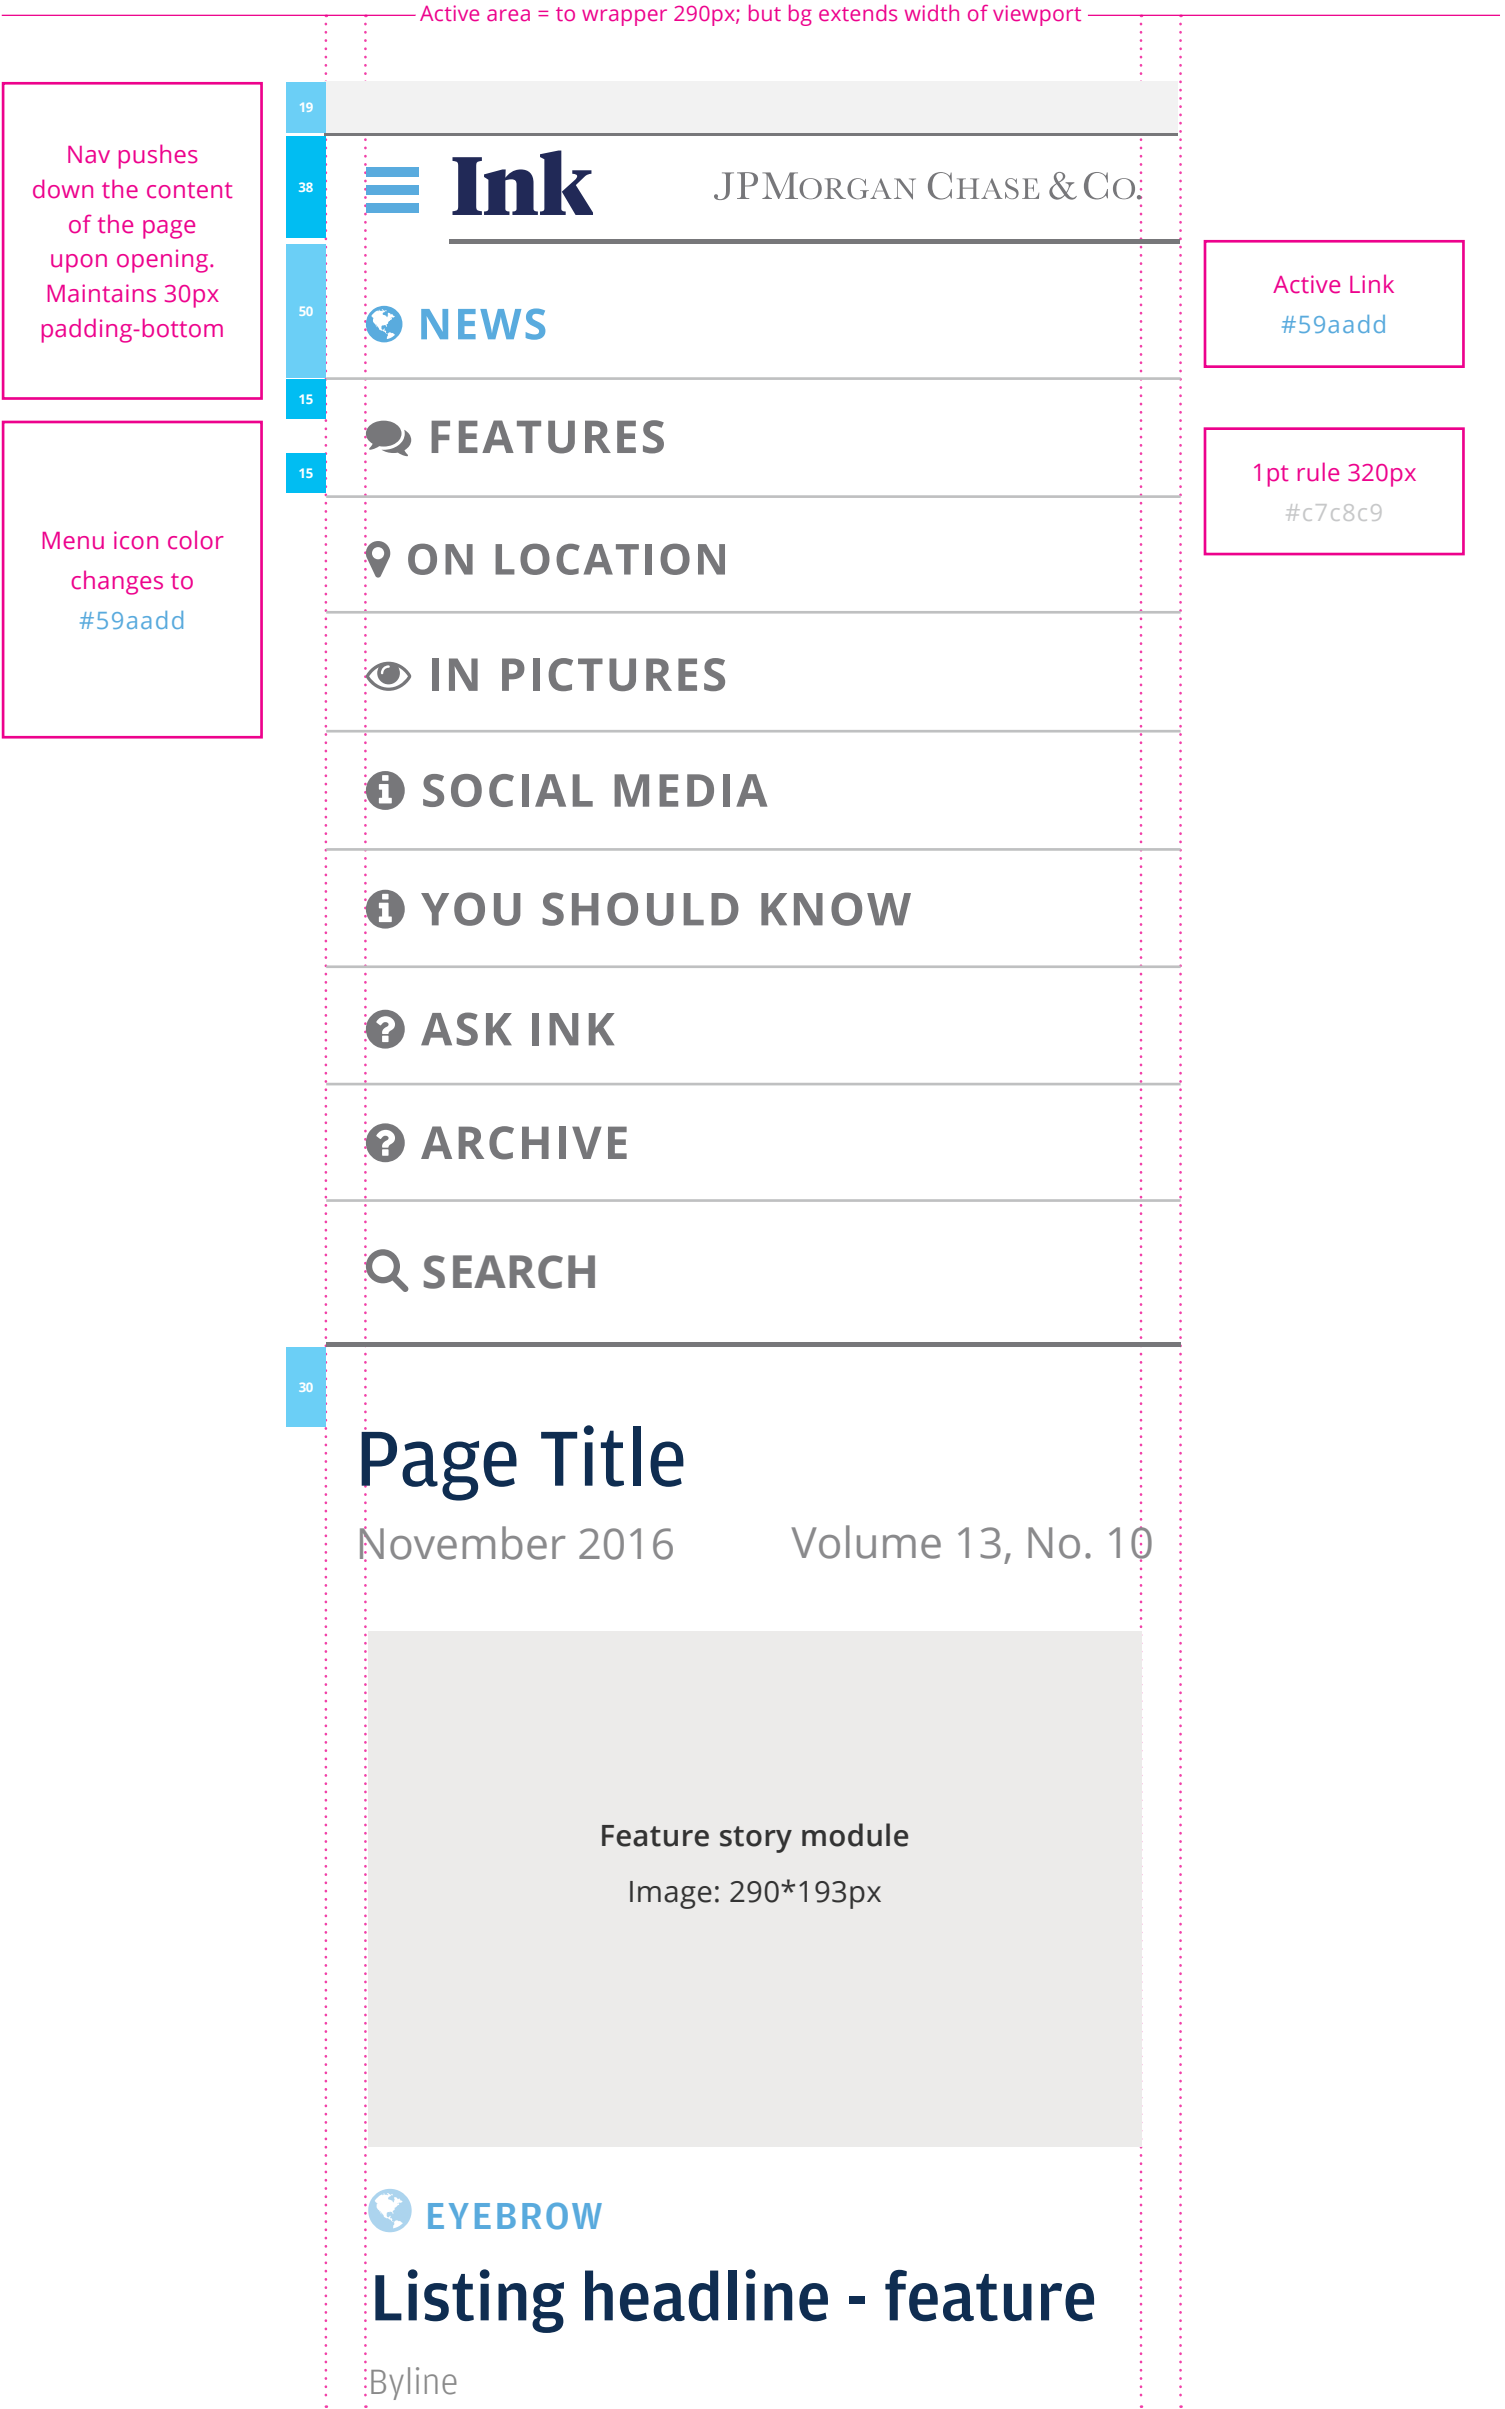 Active area = to wrapper 290px; but bg extends width of viewport
19
Nav pushes
down the content
of the page
upon opening.
Maintains 30px
padding-bottom
38
Ink
JPMORGAN CHASE & CO.
50
NEWS
Active Link
#59aadd
15
FEATURES
15
1pt rule 320px
#c7c8c9
Menu icon color
changes to
#59aadd
ON LOCATION
IN PICTURES
SOCIAL MEDIA
YOU SHOULD KNOW
ASK INK
ARCHIVE
SEARCH
30
Page Title
November 2016
Volume 13, No. 10
Feature story module
Image: 290*193px
EYEBROW
Listing headline - feature
Byline